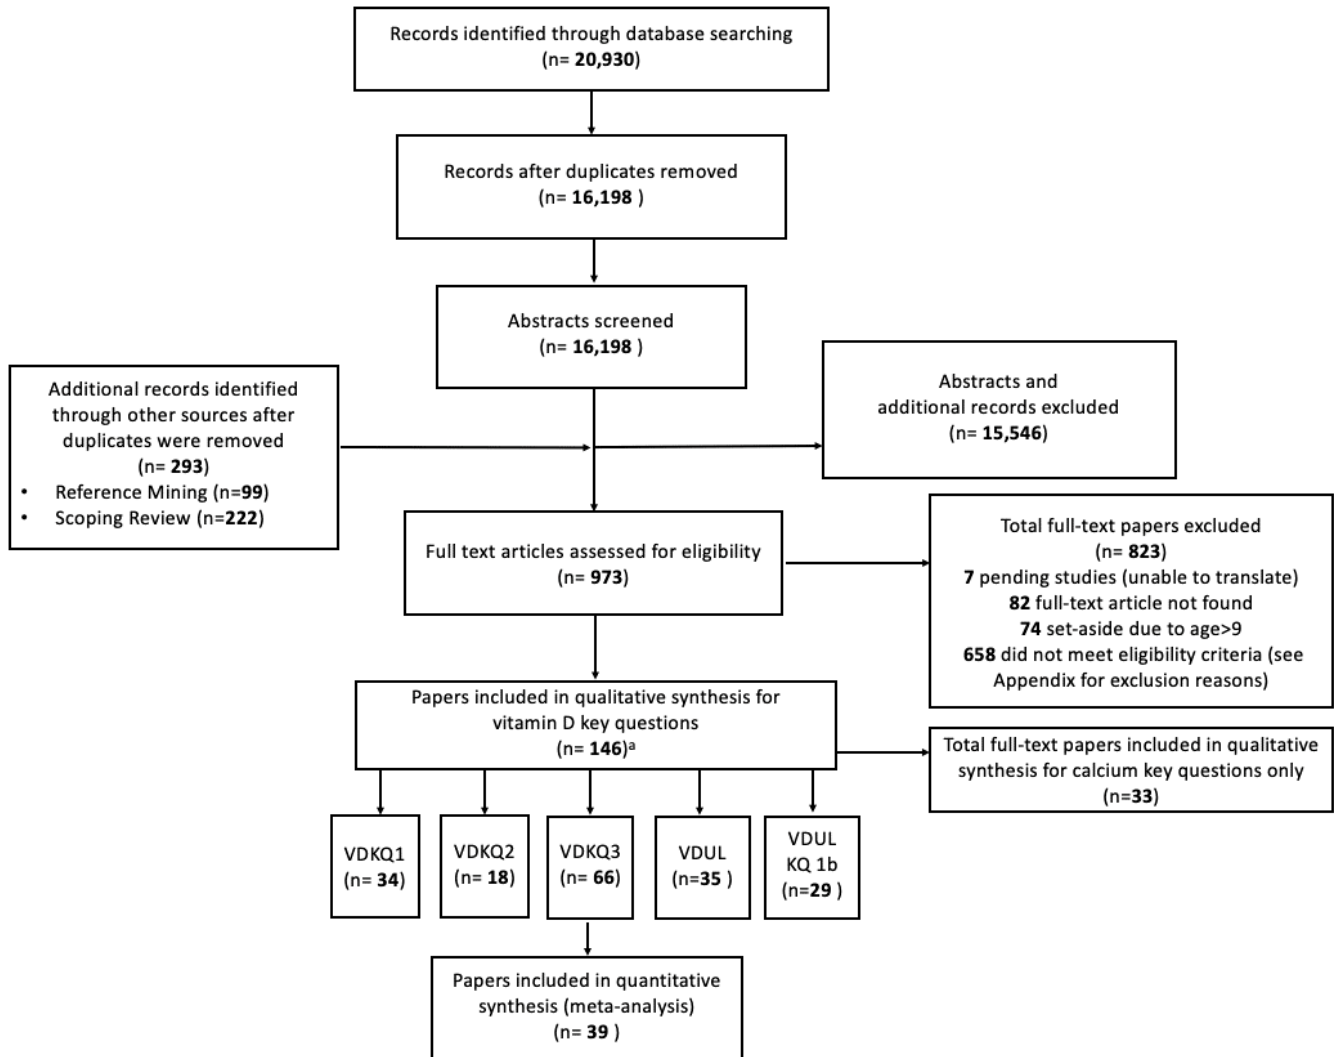 Records identified through database searching
(n= 20,930)
Records after duplicates removed
(n= 16,198 )
Abstracts screened
(n= 16,198 )
Additional records identified
through other sources after
duplicates were removed
(n= 293)
• Reference Mining (n=99)
• Scoping Review (n=222)
Abstracts and
additional records excluded
(n= 15,546)
Full text articles assessed for eligibility
(n= 973)
Total full-text papers excluded
(n= 823)
7 pending studies (unable to translate)
82 full-text article not found
74 set-aside due to age>9
658 did not meet eligibility criteria (see
Appendix for exclusion reasons)
Papers included in qualitative synthesis for
vitamin D key questions
(n= 146)ᵃ
Total full-text papers included in qualitative
synthesis for calcium key questions only
(n=33)
VDKQ1
(n= 34)
VDKQ2
(n= 18)
VDKQ3
(n= 66)
VDUL
(n=35 )
VDUL
KQ 1b
(n=29 )
Papers included in quantitative
synthesis (meta-analysis)
(n= 39 )